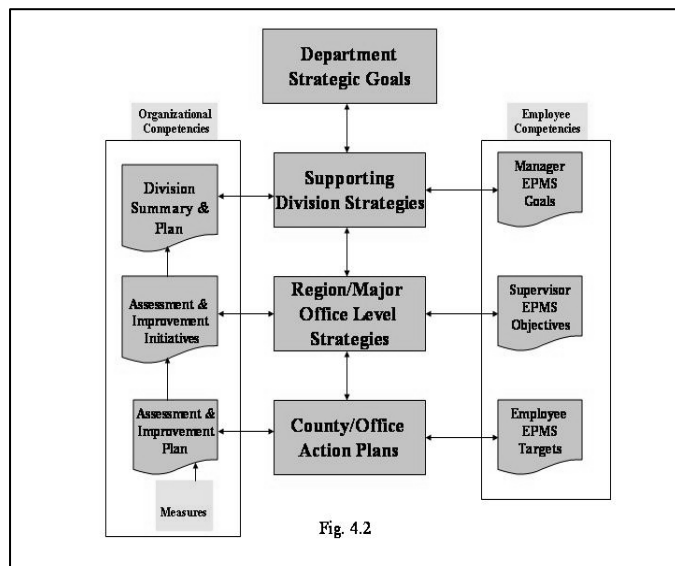 Department
Strategic Goals
Organizational
Competencies
Employee
Competencies
Division
Summary &
Plan
Supporting
Division Strategies
Manager
EPMS
Goals
Assessment &
Improvement
Initiatives
Region/Major
Office Level
Strategies
Supervisor
EPMS
Objectives
Assessment &
Improvement
Plan
County/Office
Action Plans
Employee
EPMS
Targets
Measures
Fig. 4.2